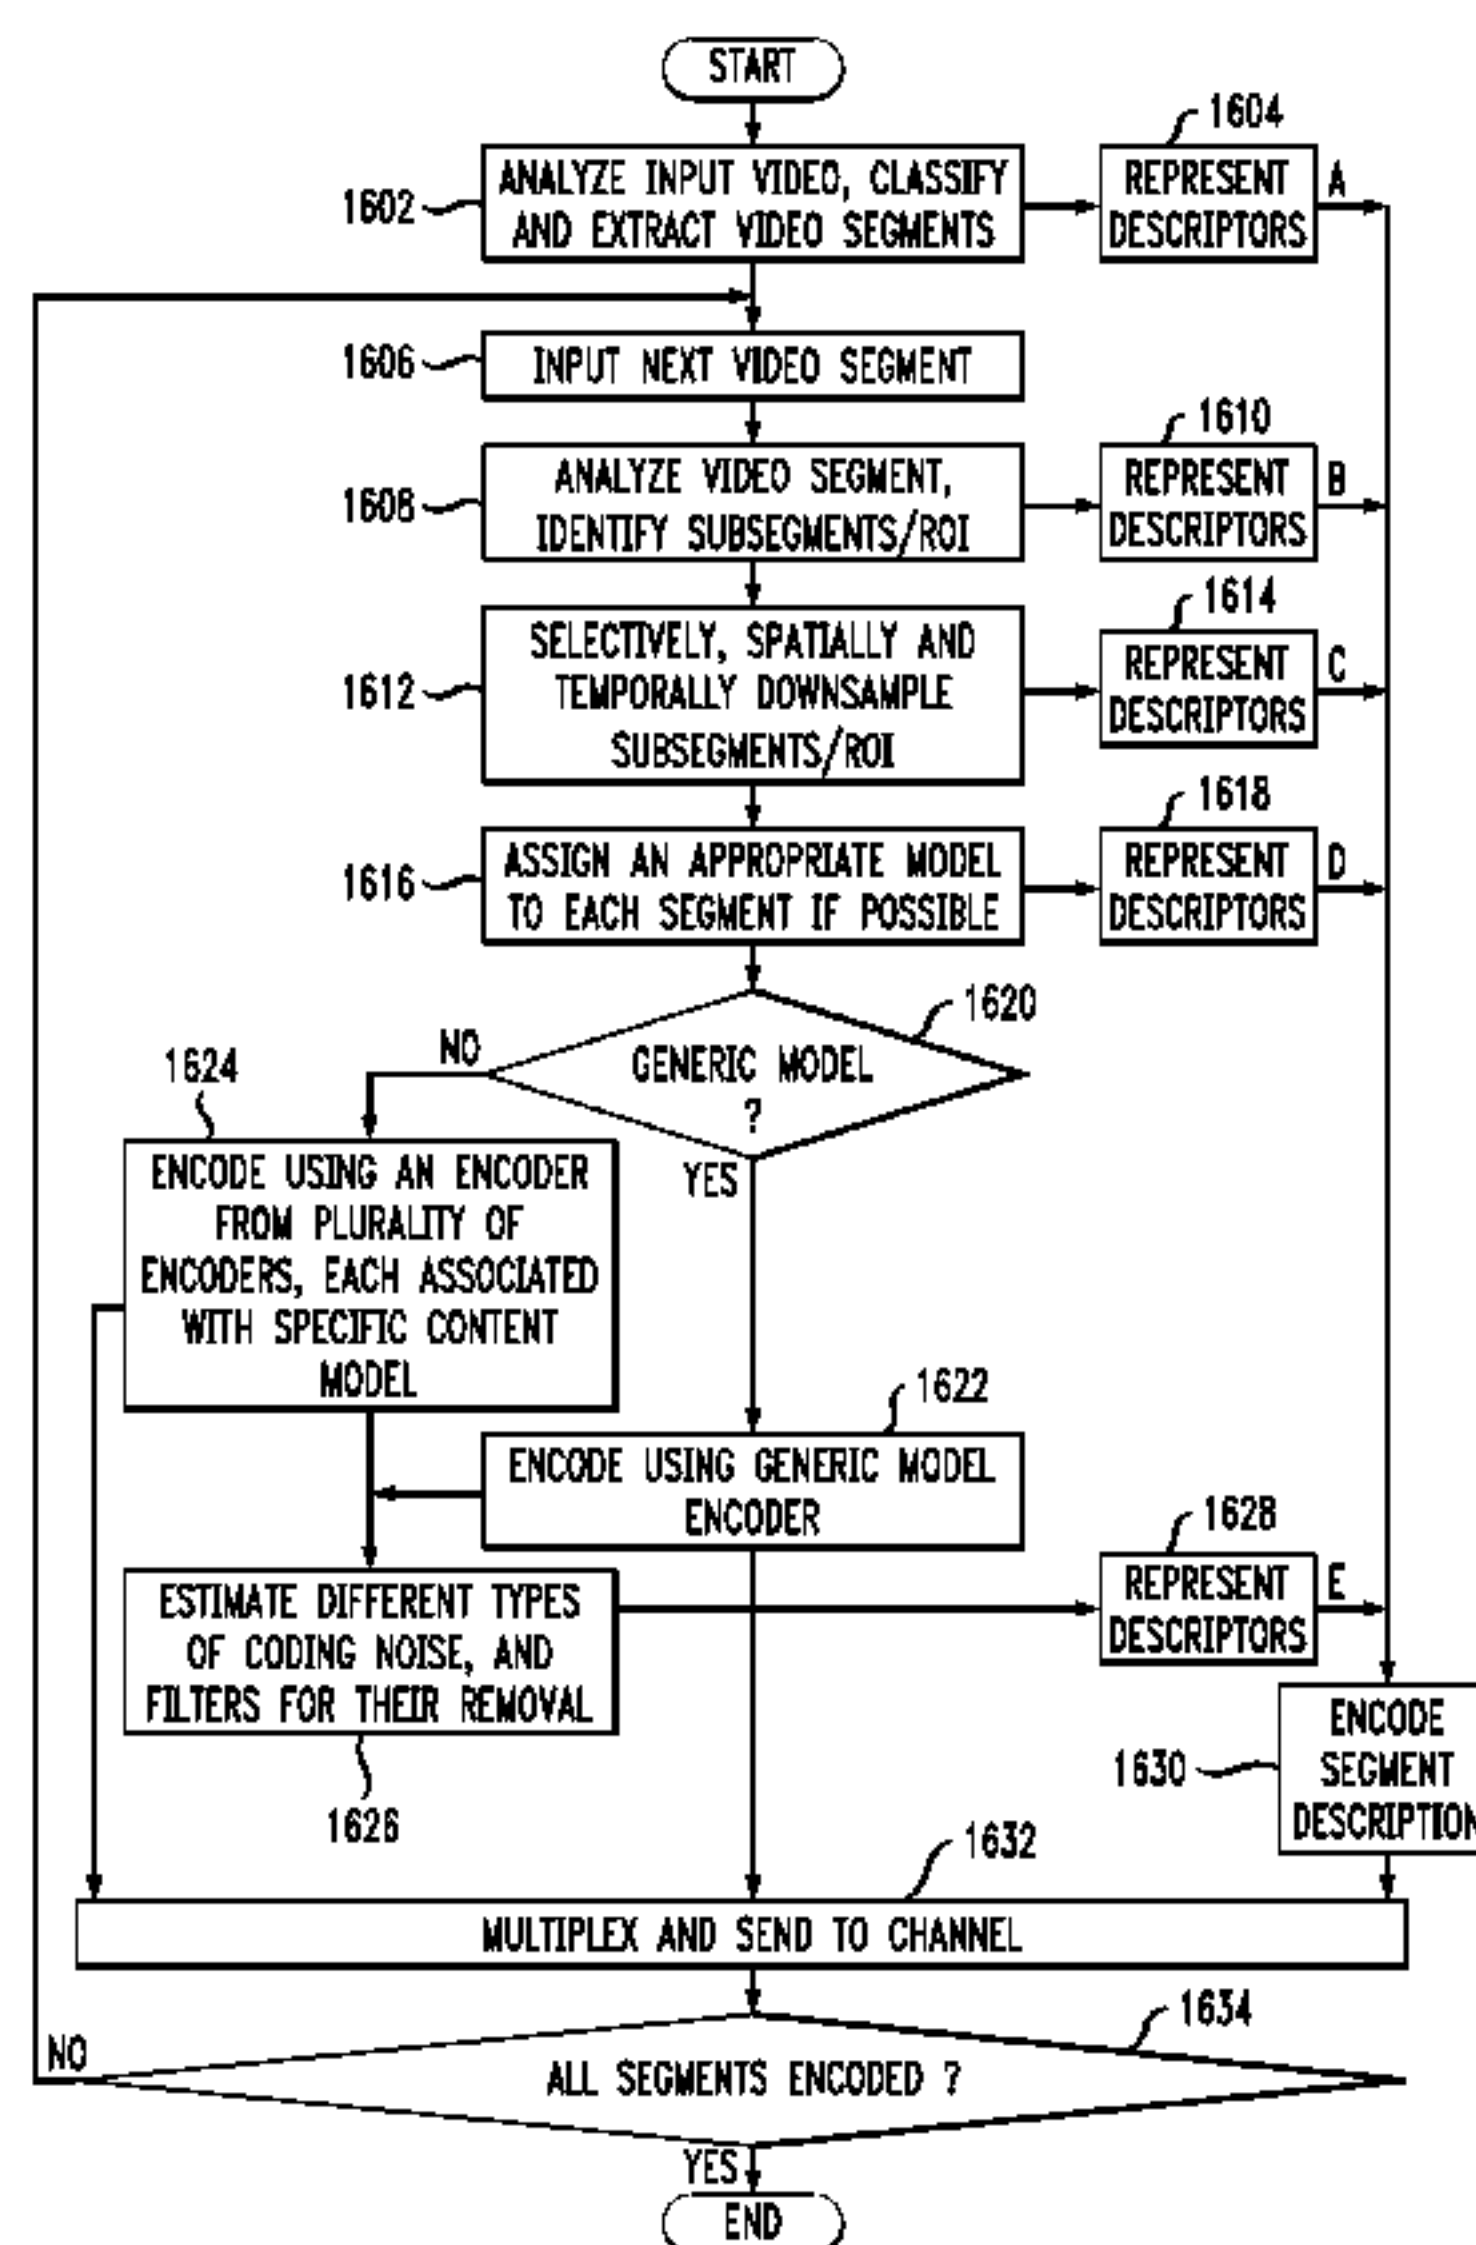 START
1604
1602
ANALYZE INPUT VIDEO, CLASSIFY
AND EXTRACT VIDEO SEGMENTS
REPRESENT
DESCRIPTORS
A
1606
INPUT NEXT VIDEO SEGMENT
1610
1608
ANALYZE VIDEO SEGMENT,
IDENTIFY SUBSEGMENTS/ROI
REPRESENT
DESCRIPTORS
B
1614
1612
SELECTIVELY, SPATIALLY AND
TEMPORALLY DOWNSAMPLE
SUBSEGMENTS/ROI
REPRESENT
DESCRIPTORS
C
1618
1616
ASSIGN AN APPROPRIATE MODEL
TO EACH SEGMENT IF POSSIBLE
REPRESENT
DESCRIPTORS
D
1620
GENERIC MODEL
?
NO
YES
1624
ENCODE USING AN ENCODER
FROM PLURALITY OF
ENCODERS, EACH ASSOCIATED
WITH SPECIFIC CONTENT
MODEL
1622
ENCODE USING GENERIC MODEL
ENCODER
1628
ESTIMATE DIFFERENT TYPES
OF CODING NOISE, AND
FILTERS FOR THEIR REMOVAL
1626
REPRESENT
DESCRIPTORS
E
1630
ENCODE
SEGMENT
DESCRIPTION
1632
MULTIPLEX AND SEND TO CHANNEL
1634
ALL SEGMENTS ENCODED ?
NO
YES
END